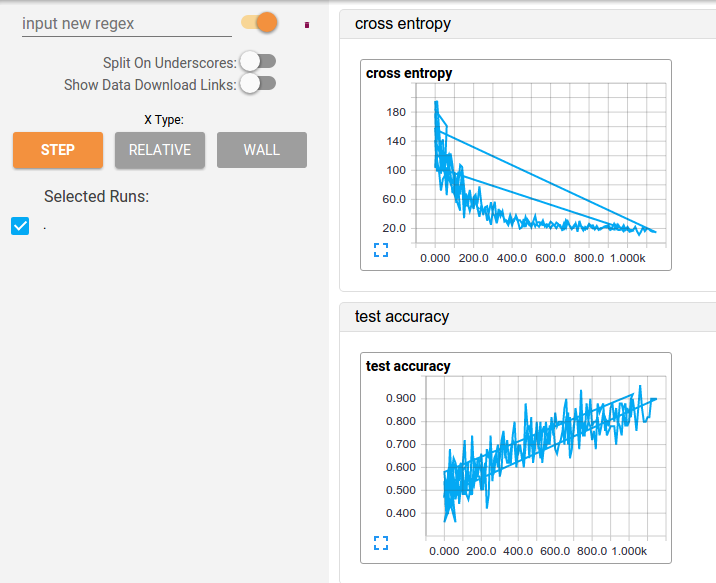 input new regex
Split On Underscores:
Show Data Download Links:
X Type:
STEP RELATIVE WALL
Selected Runs:
.
cross entropy
cross entropy
180
140
100
60.0
20.0
0.000 200.0 400.0 600.0 800.0 1.000k
test accuracy
test accuracy
0.900
0.800
0.700
0.600
0.500
0.400
0.000 200.0 400.0 600.0 800.0 1.000k